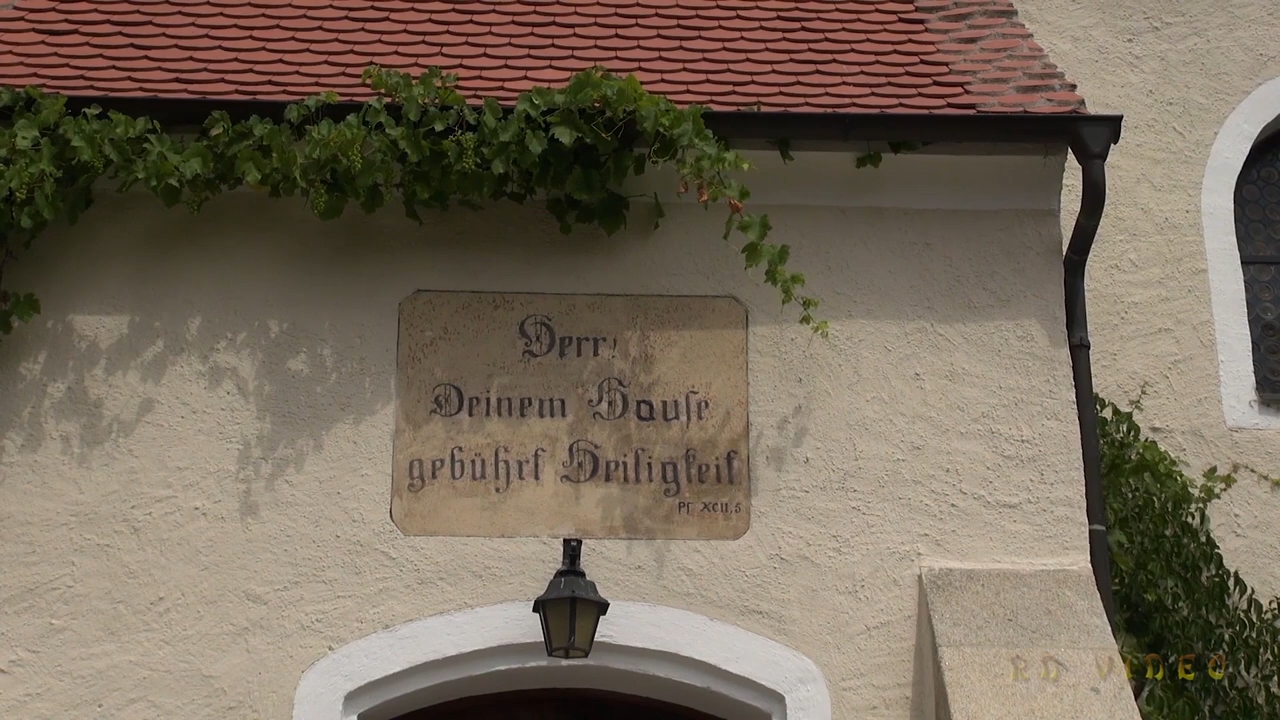 Herr!
Deinem Hause
gebührt Heiligkeit
Ps XCII,5
RD VIDEO